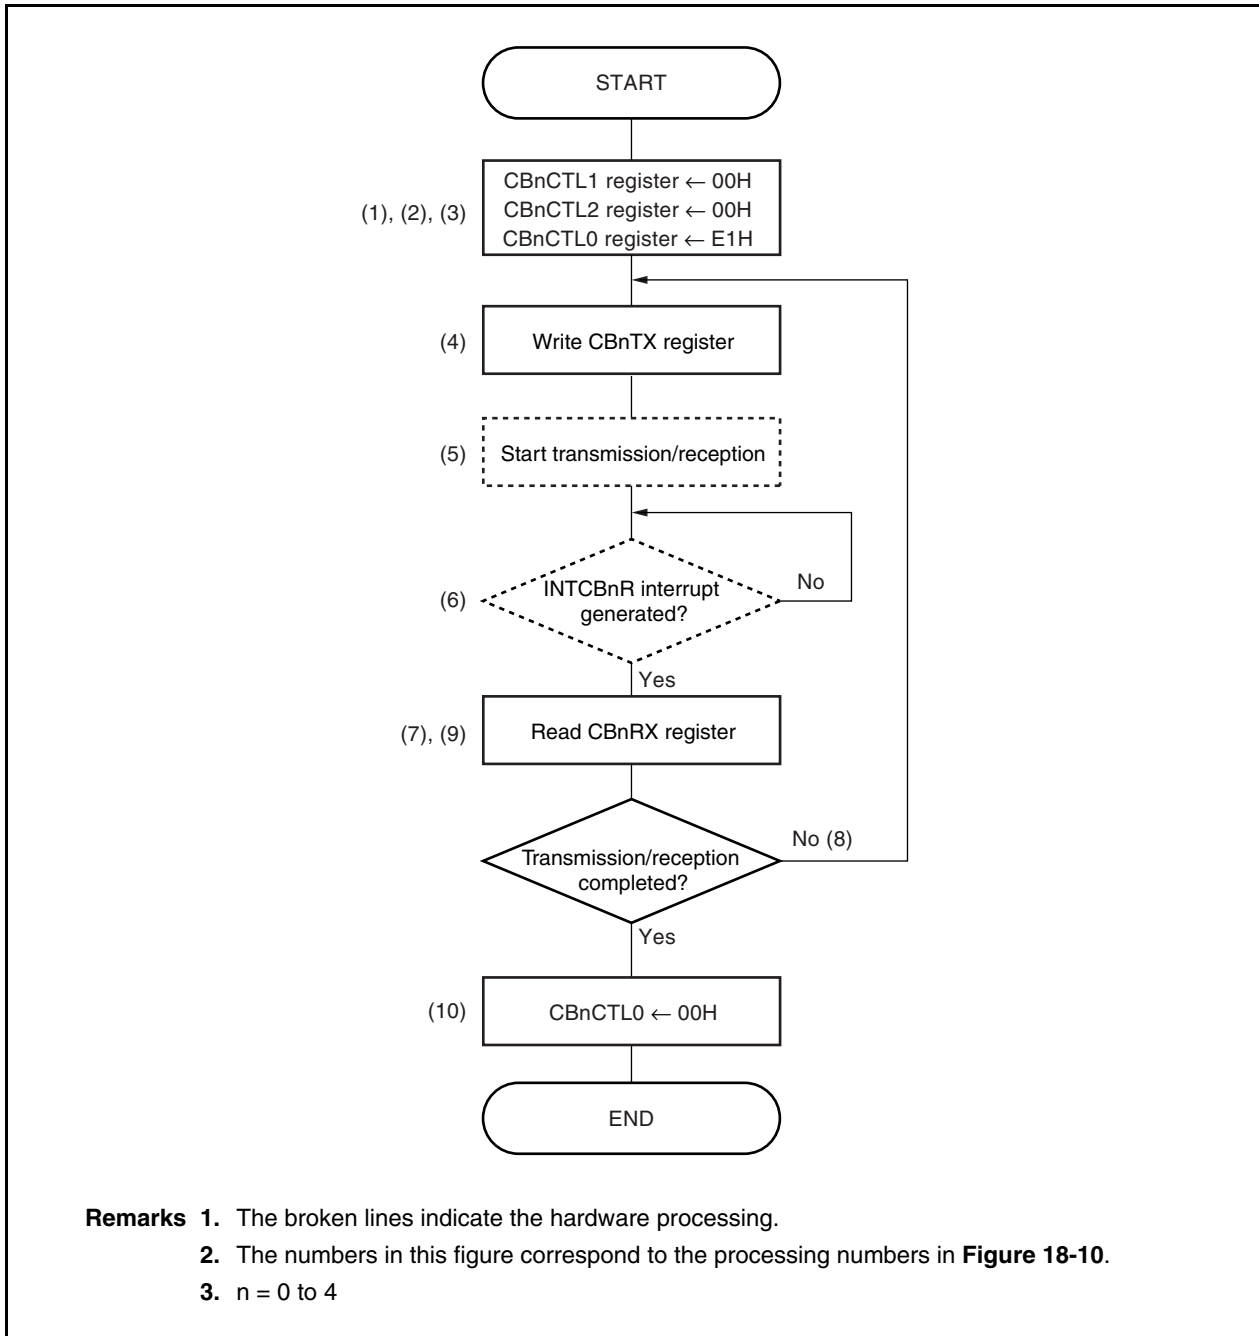 START
CBnCTL1 register ← 00H
CBnCTL2 register ← 00H
(1), (2), (3)
CBnCTL0 register ← E1H
(4)
Write CBnTX register
(5)
Start transmission/reception
INTCBnR interrupt
generated?
(6)
No
Yes
(7), (9)
Read CBnRX register
No (8)
Transmission/reception
completed?
Yes
(10)
CBnCTL0 ← 00H
END
Remarks 1. The broken lines indicate the hardware processing.
2. The numbers in this figure correspond to the processing numbers in Figure 18-10.
3. n = 0 to 4